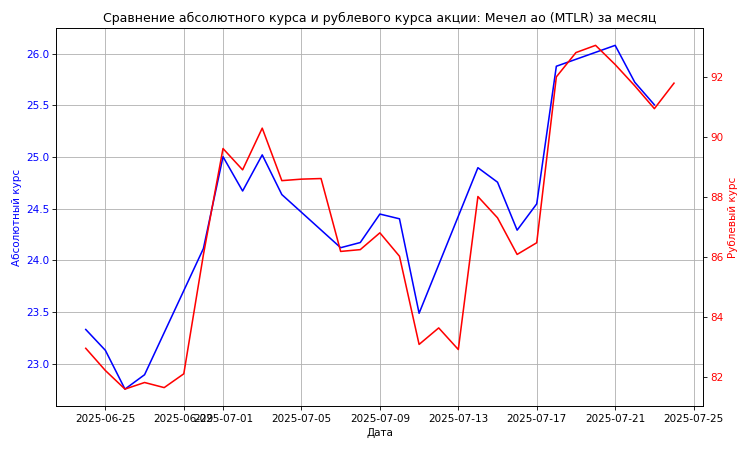 Сравнение абсолютного курса и рублевого курса акции: Мечел ао (MTLR) за месяц
26.0
25.5
25.0
24.5
24.0
23.5
23.0
Абсолютный курс
92
90
88
86
84
82
Рублевый курс
2025-06-25 2025-06-29 2025-07-01 2025-07-05 2025-07-09 2025-07-13 2025-07-17 2025-07-21 2025-07-25
Дата